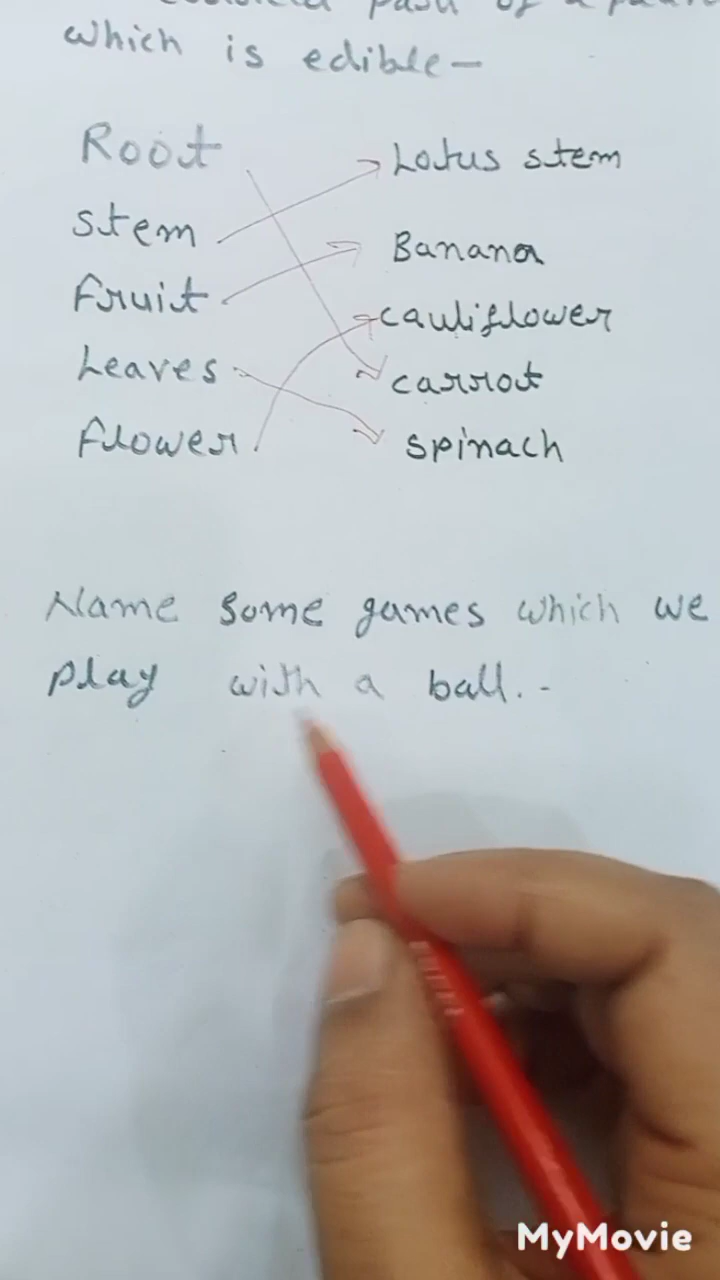 which is edible —
Root
Lotus stem
stem
Banana
Fruit
cauliflower
Leaves
carrot
Flower
spinach
Name some games which we
play with a ball. -
MyMovie